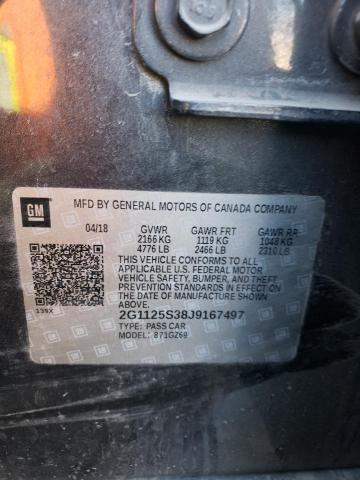 GM
MFD BY GENERAL MOTORS OF CANADA COMPANY
04/18 GVWR GAWR FRT GAWR RR
2166 KG 1119 KG 1048 KG
4776 LB 2466 LB 2310 LB
THIS VEHICLE CONFORMS TO ALL
APPLICABLE U.S. FEDERAL MOTOR
VEHICLE SAFETY, BUMPER, AND THEFT
PREVENTION STANDARDS IN EFFECT ON
THE DATE OF MANUFACTURE SHOWN
ABOVE.
139X
2G1125S38J9167497
TYPE: PASS CAR
MODEL: 871GZ69